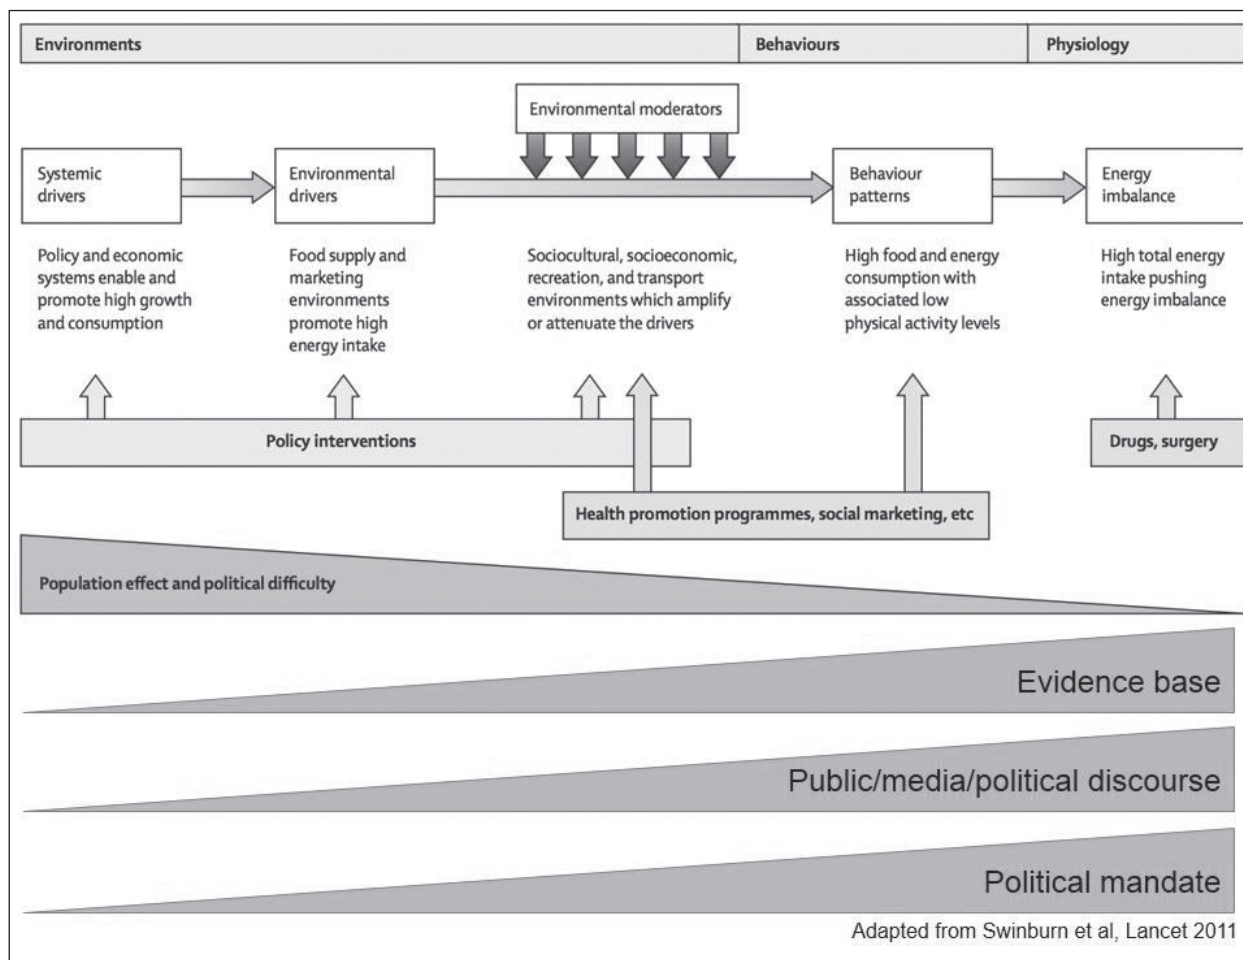 Environments
Behaviours
Physiology
Environmental moderators
Systemic
drivers
Environmental
drivers
Behaviour
patterns
Energy
imbalance
Policy and economic
systems enable and
promote high growth
and consumption
Food supply and
marketing
environments
promote high
energy intake
Sociocultural, socioeconomic,
recreation, and transport
environments which amplify
or attenuate the drivers
High food and energy
consumption with
associated low
physical activity levels
High total energy
intake pushing
energy imbalance
Policy interventions
Drugs, surgery
Health promotion programmes, social marketing, etc
Population effect and political difficulty
Evidence base
Public/media/political discourse
Political mandate
Adapted from Swinburn et al, Lancet 2011